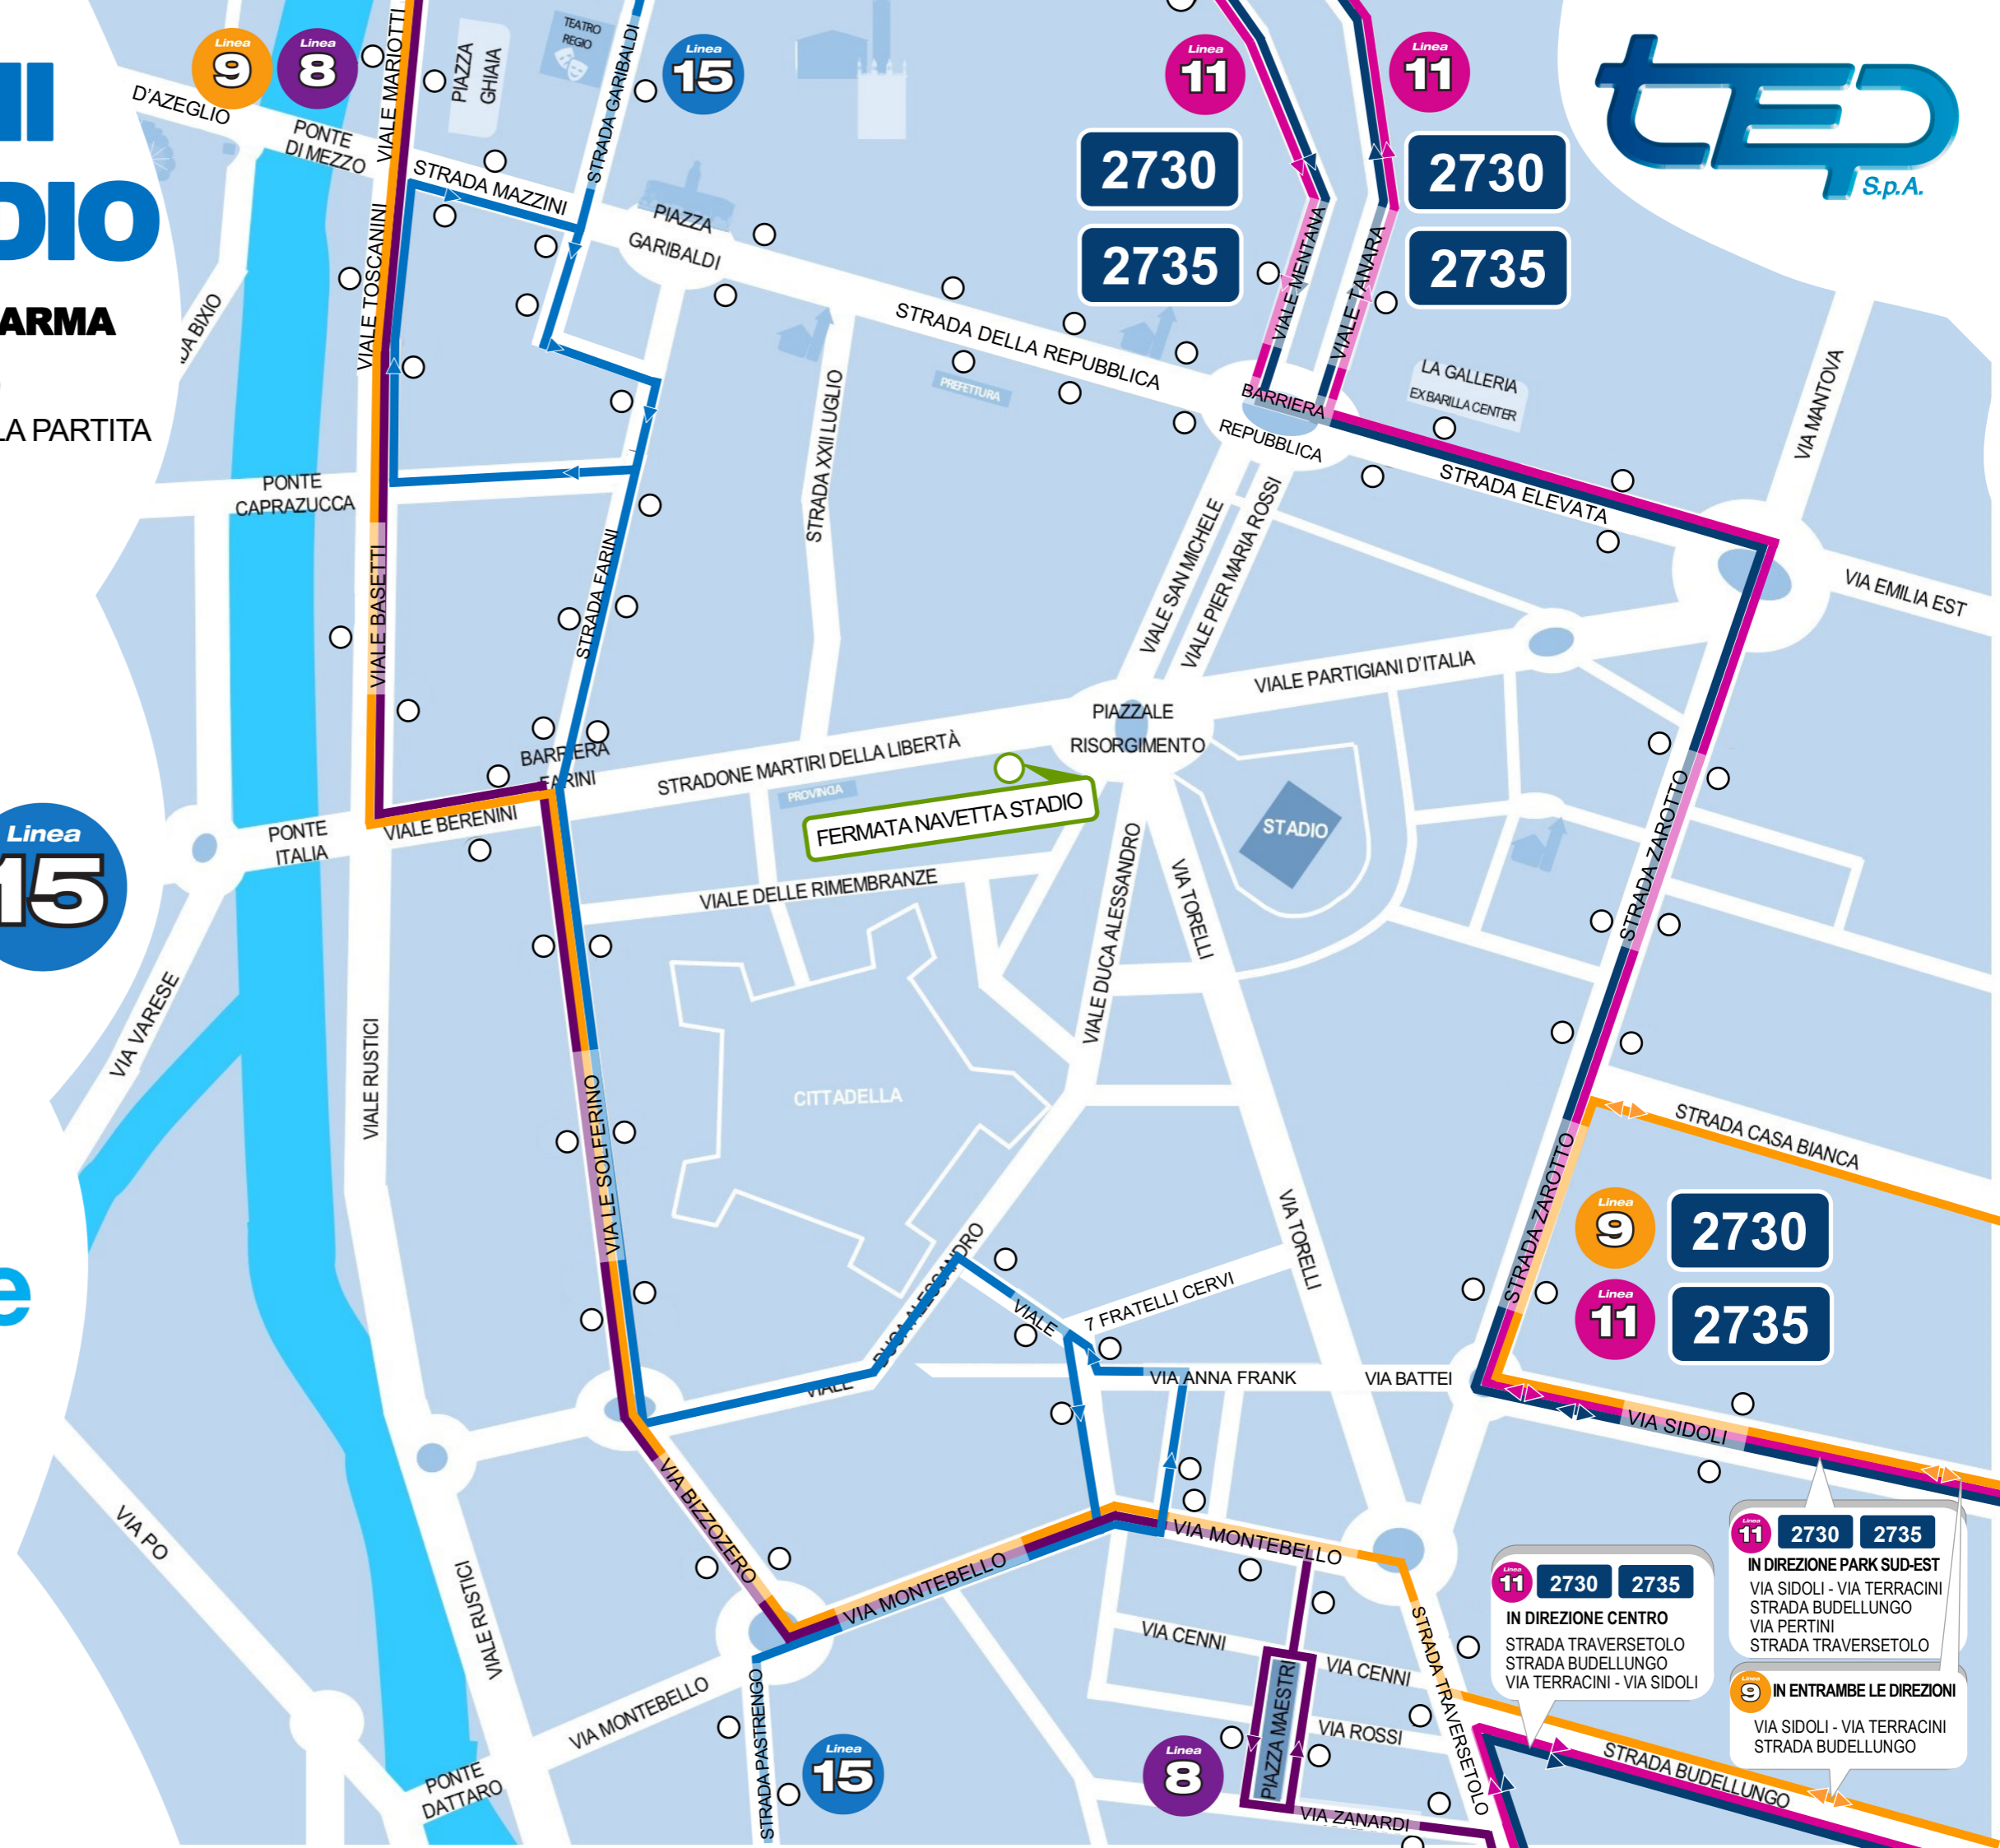 II
DIO
ARMA
LA PARTITA
Linea
15
e
Linea
9
Linea
8
Linea
15
Linea
11
Linea
11
2730
2735
2730
2735
tep
S.p.A.
D'AZEGLIO
PONTE
DI MEZZO
VIALE MARIOTTI
PIAZZA
GHIAIA
TEATRO
REGIO
STRADA GARIBALDI
STRADA MAZZINI
PIAZZA
GARIBALDI
VIALE TOSCANINI
DA BIXIO
STRADA DELLA REPUBBLICA
PREFETTURA
STRADA XXII LUGLIO
VIALE MENTANA
VIALE TANARA
BARRIERA
REPUBBLICA
LA GALLERIA
EX BARILLA CENTER
STRADA ELEVATA
VIA MANTOVA
VIA EMILIA EST
PONTE
CAPRAZUCCA
VIALE BASETTI
STRADA FARINI
VIALE SAN MICHELE
VIALE PIER MARIA ROSSI
VIALE PARTIGIANI D'ITALIA
PIAZZALE
RISORGIMENTO
BARRIERA
FARINI
STRADONE MARTIRI DELLA LIBERTÀ
PROVINCIA
FERMATA NAVETTA STADIO
STADIO
PONTE
ITALIA
VIALE BERENINI
VIALE DELLE RIMEMBRANZE
VIALE DUCA ALESSANDRO
VIA TORELLI
STRADA ZAROTTO
VIA VARESE
VIALE RUSTICI
CITTADELLA
VIA LE SOLFERINO
STRADA CASA BIANCA
STRADA ZAROTTO
Linea
9
2730
Linea
11
2735
VIA TORELLI
DUCA ALESSANDRO
VIALE
VIALE
7 FRATELLI CERVI
VIA ANNA FRANK
VIA BATTEI
VIA SIDOLI
VIA BIZZOZERO
VIA MONTEBELLO
VIA MONTEBELLO
VIA PO
VIALE RUSTICI
VIA MONTEBELLO
PONTE
DATTARO
STRADA PASTRENGO
Linea
15
Linea
8
VIA CENNI
VIA CENNI
PIAZZA MAESTRI
VIA ROSSI
VIA ZANARDI
STRADA TRAVERSETOLO
STRADA BUDELLUNGO
Linea
11 2730 2735
IN DIREZIONE CENTRO
STRADA TRAVERSETOLO
STRADA BUDELLUNGO
VIA TERRACINI - VIA SIDOLI
Linea
11 2730 2735
IN DIREZIONE PARK SUD-EST
VIA SIDOLI - VIA TERRACINI
STRADA BUDELLUNGO
VIA PERTINI
STRADA TRAVERSETOLO
Linea
9 IN ENTRAMBE LE DIREZIONI
VIA SIDOLI - VIA TERRACINI
STRADA BUDELLUNGO